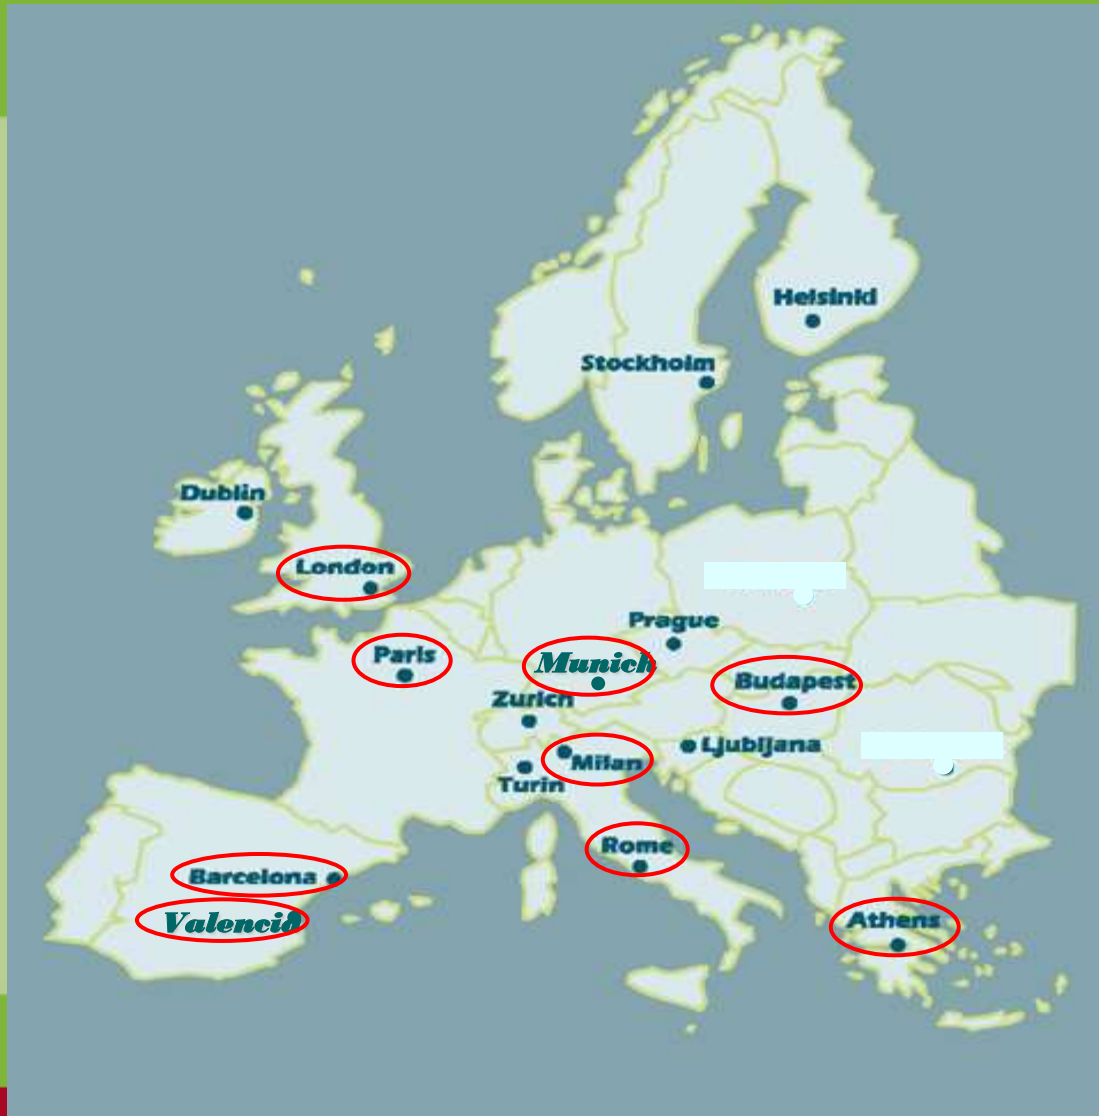 Helsinki
Stockholm
Dublin
London
Prague
Paris
Munich
Budapest
Zurich
Ljubljana
Milan
Turin
Rome
Barcelona
Valencia
Athens